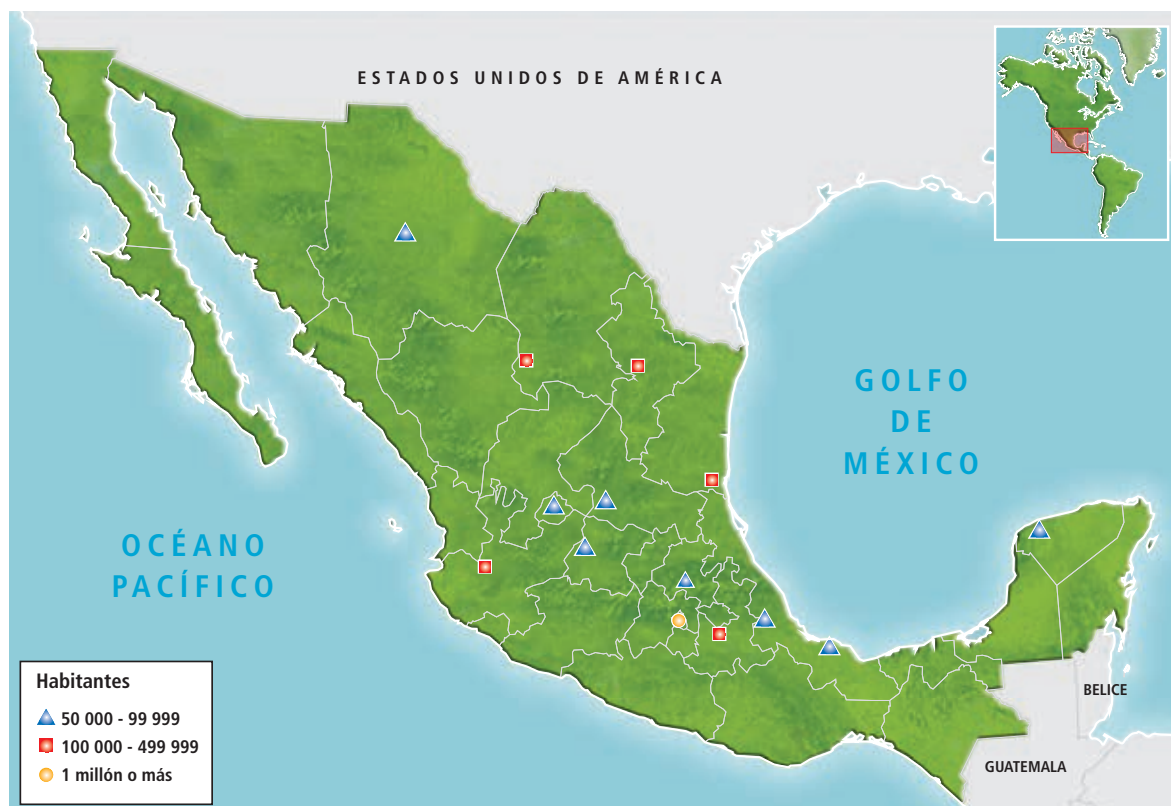 ESTADOS UNIDOS DE AMÉRICA
GOLFO
DE
MÉXICO
OCÉANO
PACÍFICO
BELICE
GUATEMALA
Habitantes
50 000 - 99 999
100 000 - 499 999
1 millón o más